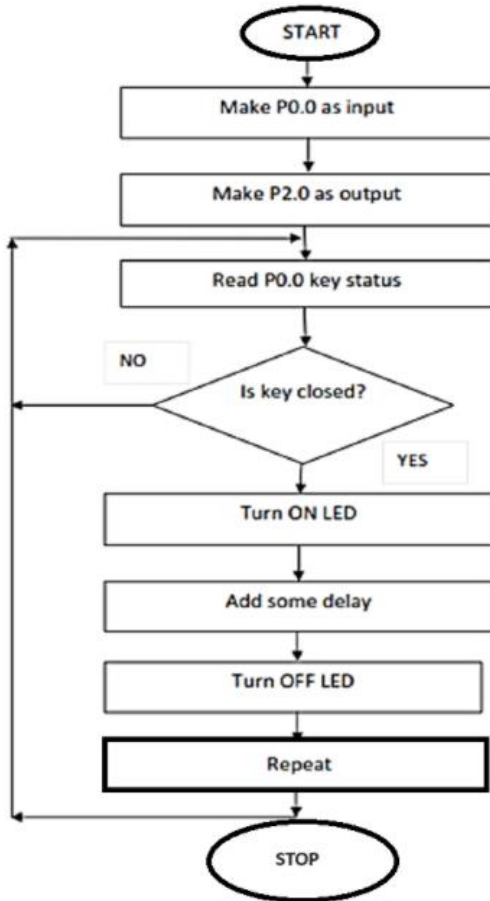 START
Make P0.0 as input
Make P2.0 as output
Read P0.0 key status
NO
Is key closed?
YES
Turn ON LED
Add some delay
Turn OFF LED
Repeat
STOP